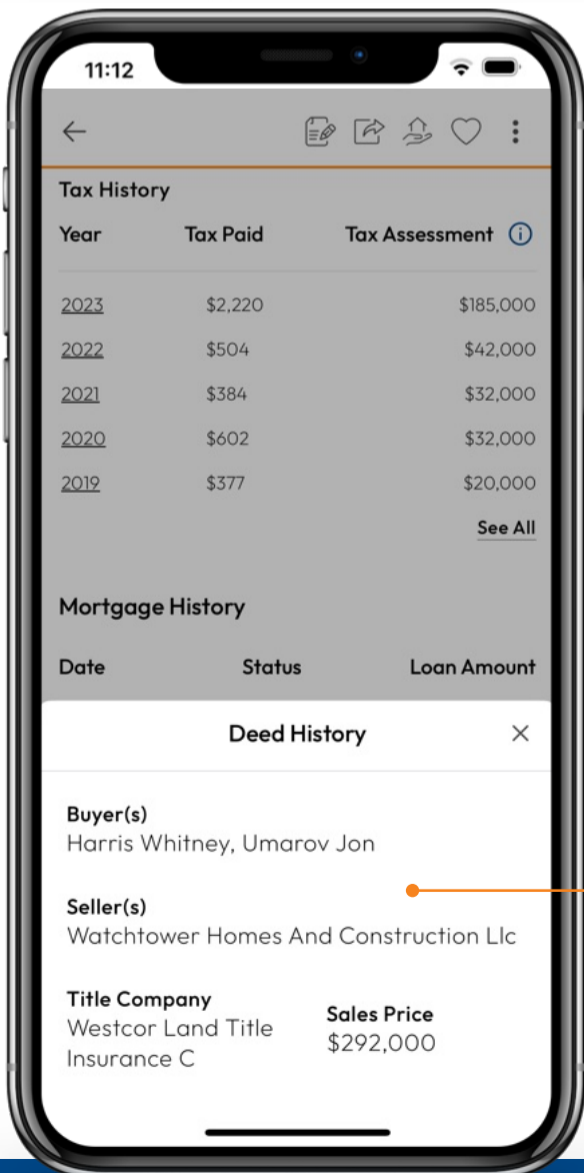 11:12
Tax History
Year Tax Paid Tax Assessment
2023 $2,220 $185,000
2022 $504 $42,000
2021 $384 $32,000
2020 $602 $32,000
2019 $377 $20,000
See All
Mortgage History
Date Status Loan Amount
Deed History
Buyer(s)
Harris Whitney, Umarov Jon
Seller(s)
Watchtower Homes And Construction Llc
Title Company
Westcor Land Title
Insurance C
Sales Price
$292,000